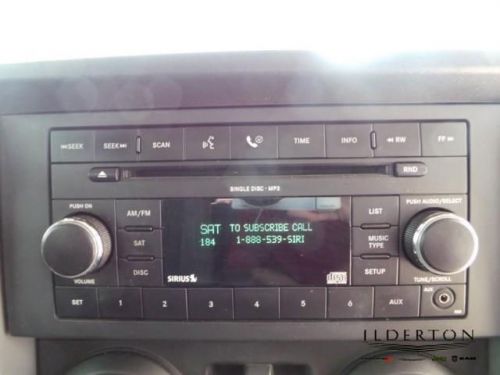 SEEK SEEK SCAN TIME INFO RW FF
RND
SINGLE DISC - MP3
PUSH ON
VOLUME
AM/FM
SAT
DISC
SAT TO SUBSCRIBE CALL
184 1-888-539-SIRI
SIRIUS
LIST
MUSIC
TYPE
SETUP
PUSH AUDIO/SELECT
TUNE/SCROLL
AUX
SET 1 2 3 4 5 6 AUX
ILDERTON